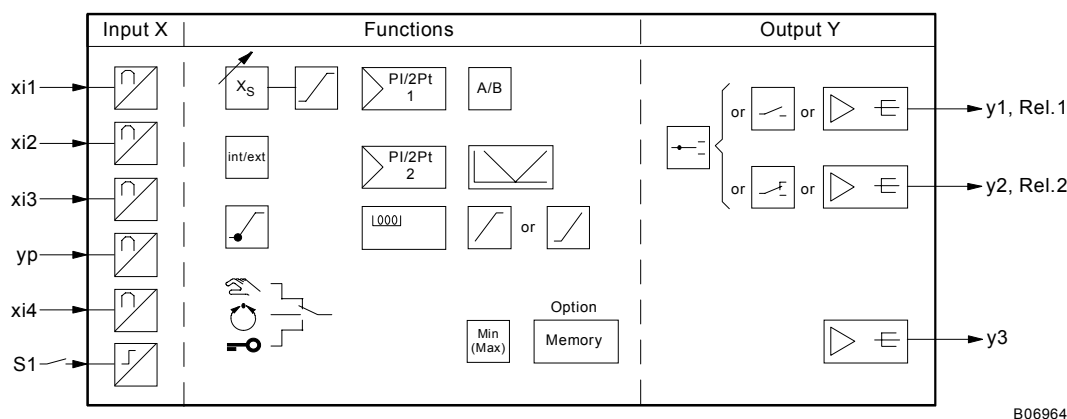 Input X
Functions
Output Y
xi1
xi2
xi3
yp
xi4
S1
XS
PI/2Pt
1
A/B
int/ext
PI/2Pt
2
000
or
Option
Min
(Max)
Memory
or
or
y1, Rel.1
or
or
y2, Rel.2
y3
B06964